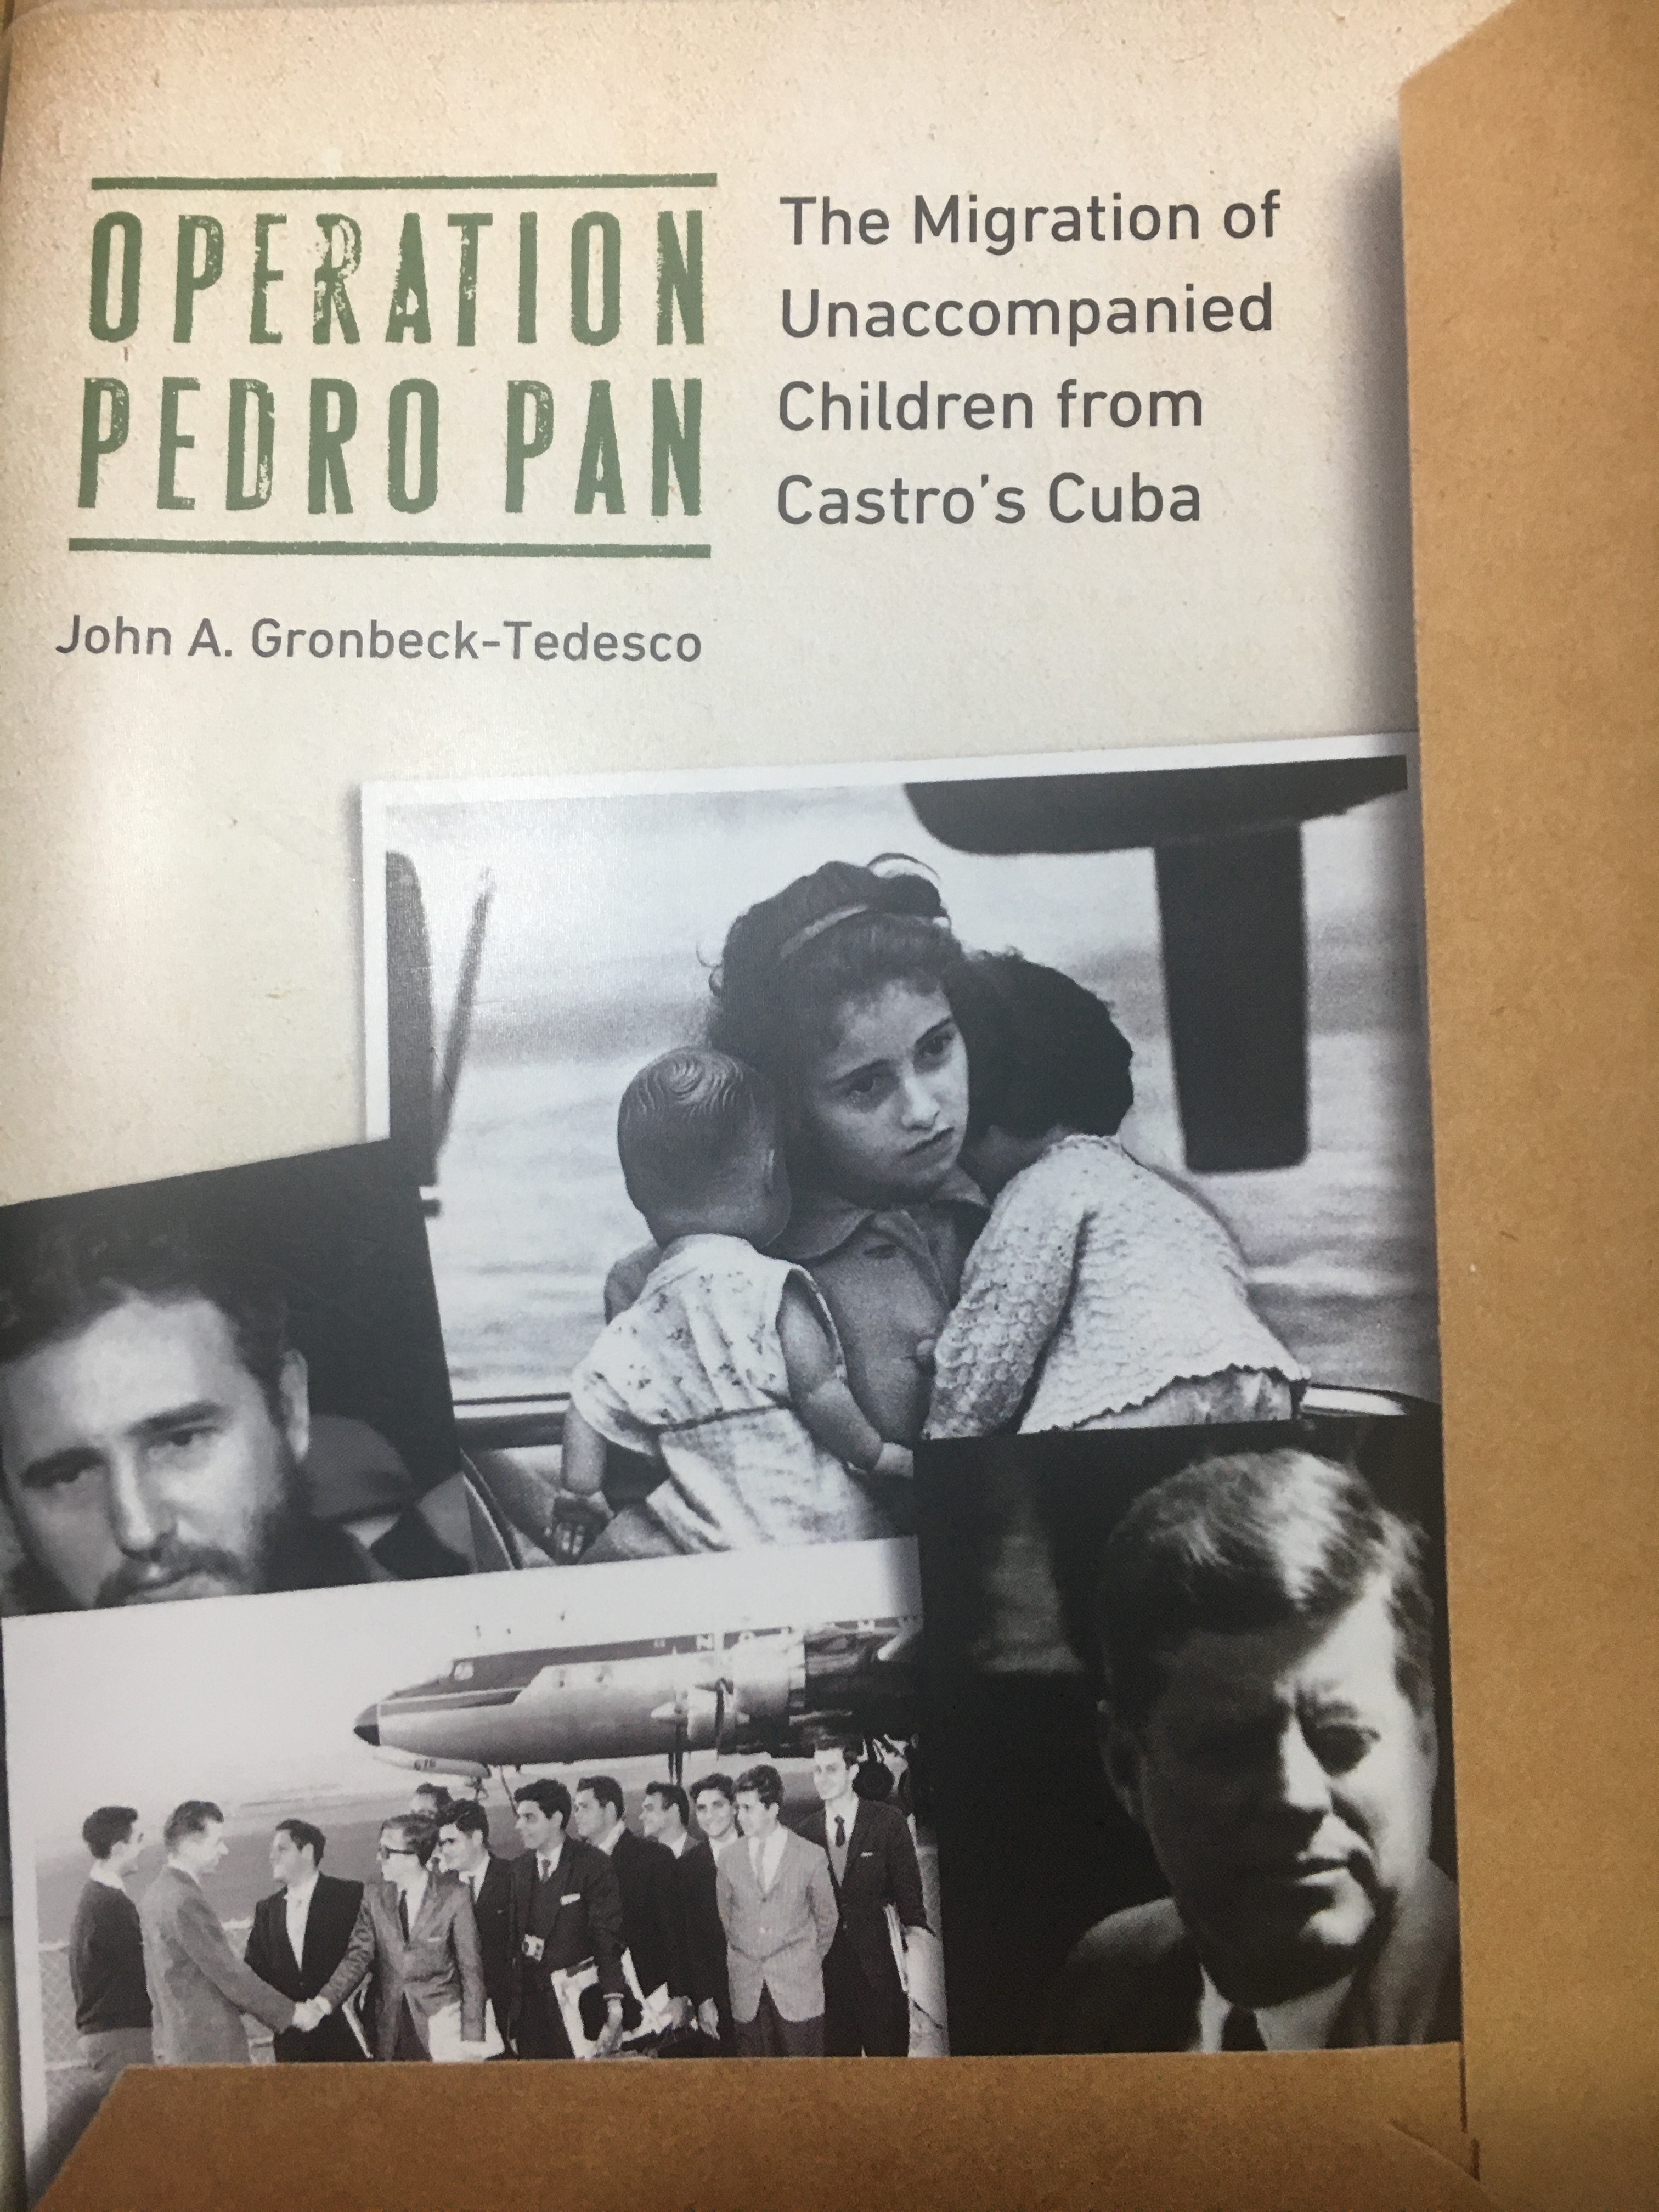 OPERATION
PEDRO PAN
The Migration of
Unaccompanied
Children from
Castro's Cuba
John A. Gronbeck-Tedesco